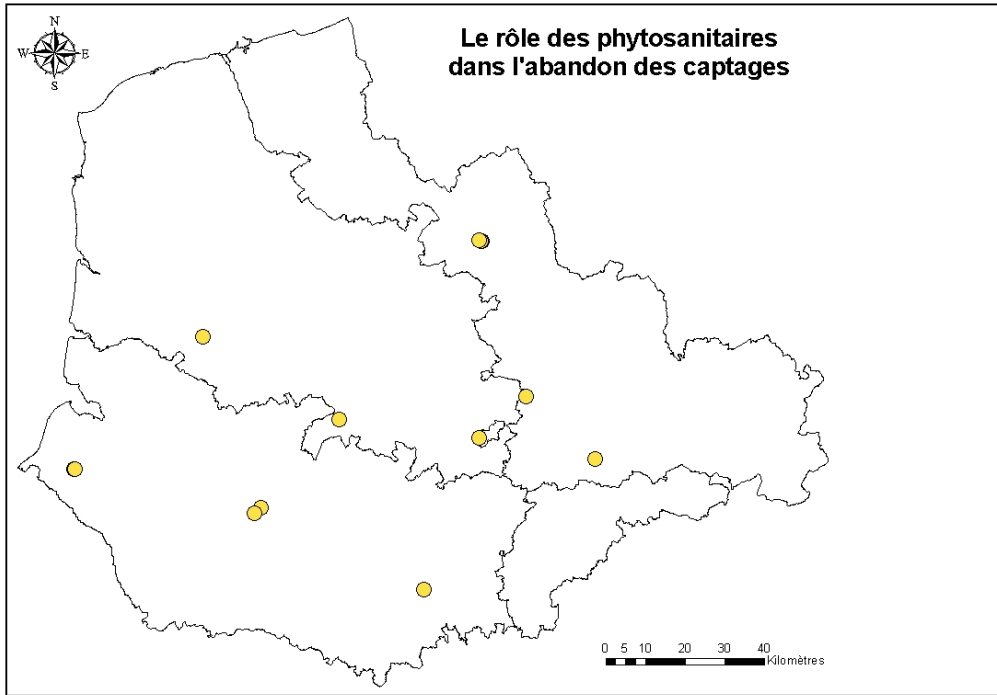 Le rôle des phytosanitaires
dans l'abandon des captages
N
W E
S
0 5 10 20 30 40
Kilomètres